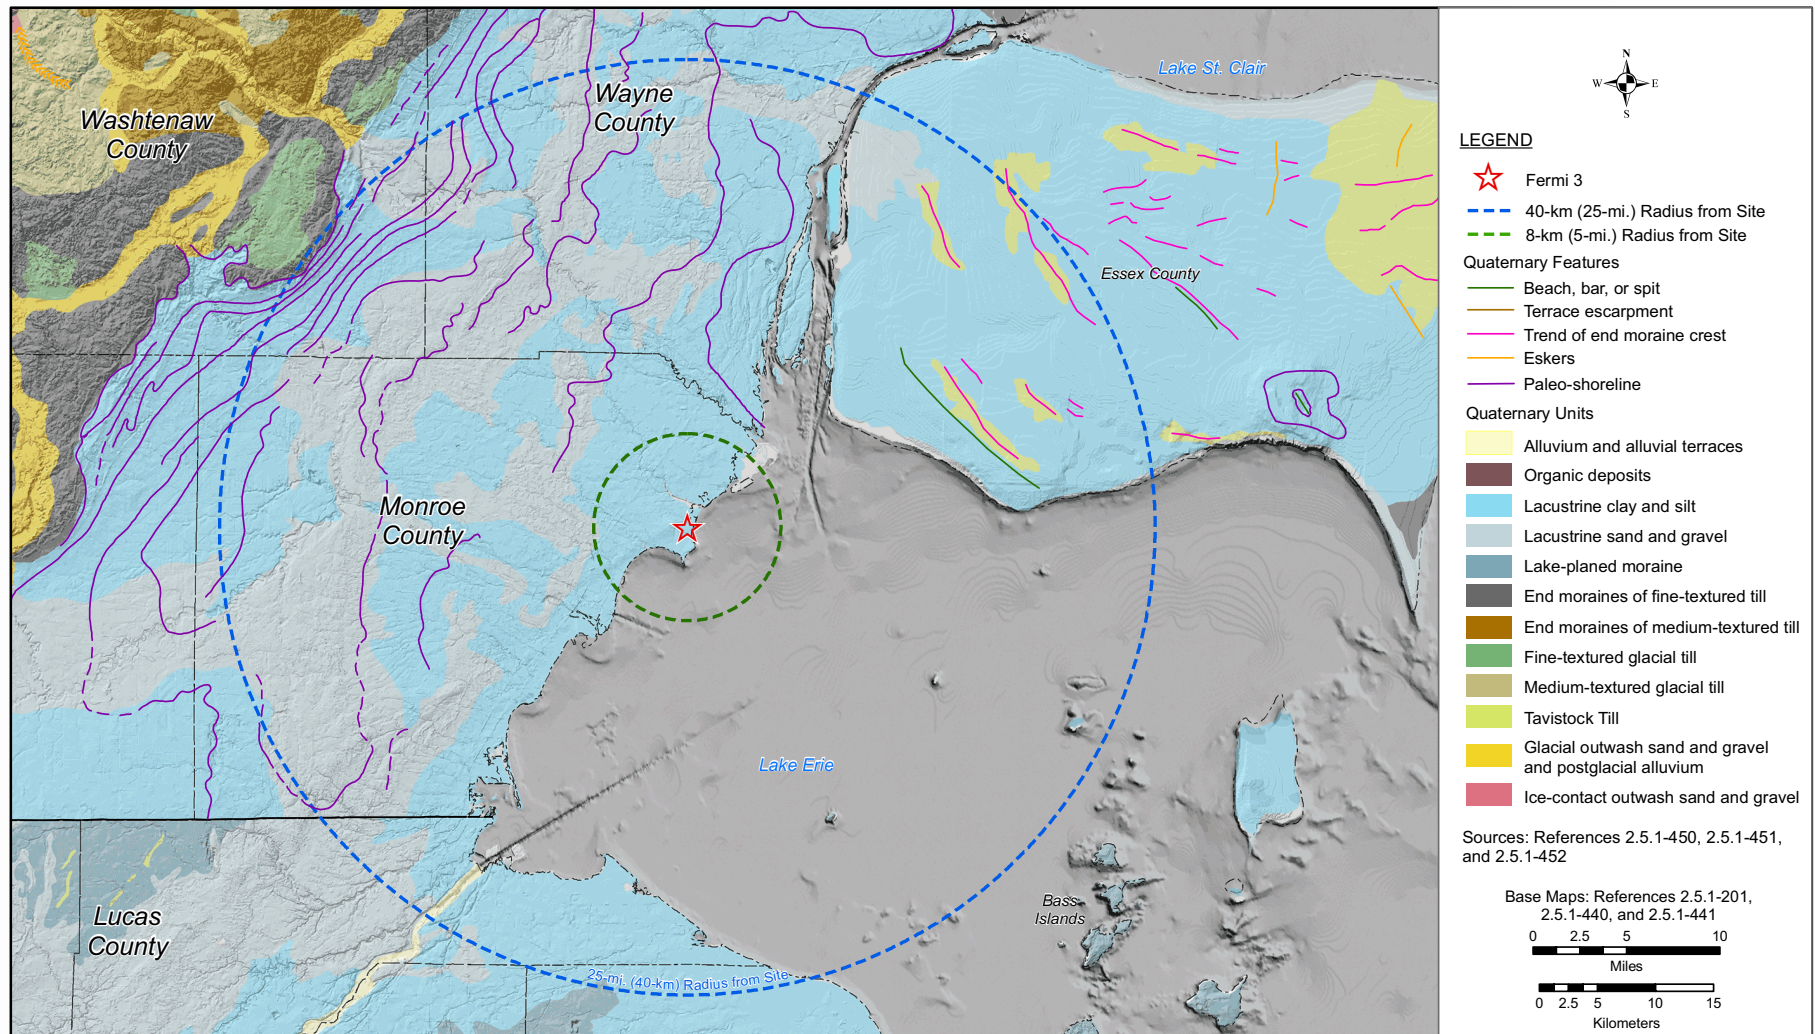 Washtenaw
County
Wayne
County
Lake St. Clair
Essex County
Monroe
County
Lake Erie
Bass
Islands
Lucas
County
25-mi. (40-km) Radius from Site
N
W
E
S
LEGEND
Fermi 3
40-km (25-mi.) Radius from Site
8-km (5-mi.) Radius from Site
Quaternary Features
Beach, bar, or spit
Terrace escarpment
Trend of end moraine crest
Eskers
Paleo-shoreline
Quaternary Units
Alluvium and alluvial terraces
Organic deposits
Lacustrine clay and silt
Lacustrine sand and gravel
Lake-planed moraine
End moraines of fine-textured till
End moraines of medium-textured till
Fine-textured glacial till
Medium-textured glacial till
Tavistock Till
Glacial outwash sand and gravel
and postglacial alluvium
Ice-contact outwash sand and gravel
Sources: References 2.5.1-450, 2.5.1-451,
and 2.5.1-452
Base Maps: References 2.5.1-201,
2.5.1-440, and 2.5.1-441
0 2.5 5 10
Miles
0 2.5 5 10 15
Kilometers